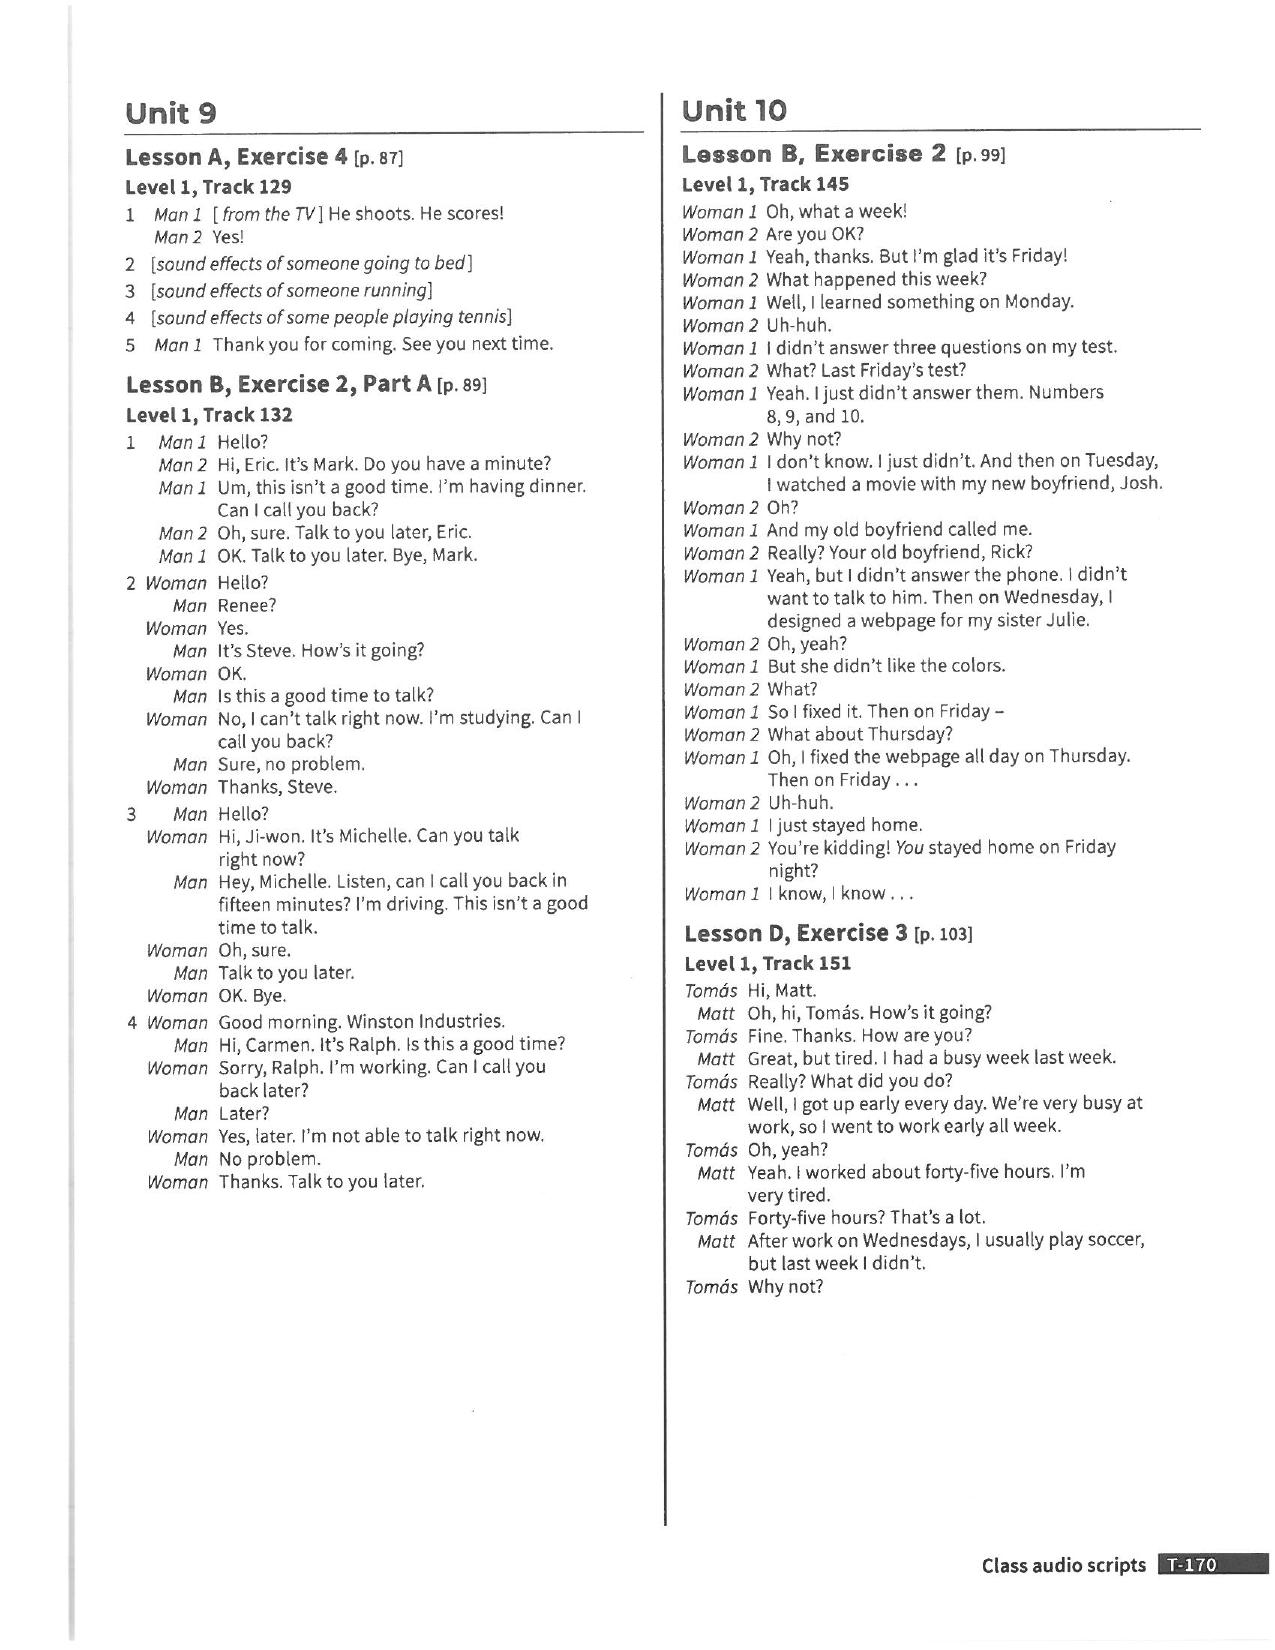 Unit 9
Lesson A, Exercise 4 [p. 87]
Level 1, Track 129
1 Man 1 [from the TV] He shoots. He scores!
Man 2 Yes!
2 [sound effects of someone going to bed]
3 [sound effects of someone running]
4 [sound effects of some people playing tennis]
5 Man 1 Thank you for coming. See you next time.
Lesson B, Exercise 2, Part A [p. 89]
Level 1, Track 132
1 Man 1 Hello?
Man 2 Hi, Eric. It's Mark. Do you have a minute?
Man 1 Um, this isn't a good time. I'm having dinner.
Can I call you back?
Man 2 Oh, sure. Talk to you later, Eric.
Man 1 OK. Talk to you later. Bye, Mark.
2 Woman Hello?
Man Renee?
Woman Yes.
Man It's Steve. How's it going?
Woman OK.
Man Is this a good time to talk?
Woman No, I can't talk right now. I'm studying. Can I
call you back?
Man Sure, no problem.
Woman Thanks, Steve.
3 Man Hello?
Woman Hi, Ji-won. It's Michelle. Can you talk
right now?
Man Hey, Michelle. Listen, can I call you back in
fifteen minutes? I'm driving. This isn't a good
time to talk.
Woman Oh, sure.
Man Talk to you later.
Woman OK. Bye.
4 Woman Good morning. Winston Industries.
Man Hi, Carmen. It's Ralph. Is this a good time?
Woman Sorry, Ralph. I'm working. Can I call you
back later?
Man Later?
Woman Yes, later. I'm not able to talk right now.
Man No problem.
Woman Thanks. Talk to you later.
Unit 10
Lesson B, Exercise 2 [p. 99]
Level 1, Track 145
Woman 1 Oh, what a week!
Woman 2 Are you OK?
Woman 1 Yeah, thanks. But I'm glad it's Friday!
Woman 2 What happened this week?
Woman 1 Well, I learned something on Monday.
Woman 2 Uh-huh.
Woman 1 I didn't answer three questions on my test.
Woman 2 What? Last Friday's test?
Woman 1 Yeah. I just didn't answer them. Numbers
8, 9, and 10.
Woman 2 Why not?
Woman 1 I don't know. I just didn't. And then on Tuesday,
I watched a movie with my new boyfriend, Josh.
Woman 2 Oh?
Woman 1 And my old boyfriend called me.
Woman 2 Really? Your old boyfriend, Rick?
Woman 1 Yeah, but I didn't answer the phone. I didn't
want to talk to him. Then on Wednesday, I
designed a webpage for my sister Julie.
Woman 2 Oh, yeah?
Woman 1 But she didn't like the colors.
Woman 2 What?
Woman 1 So I fixed it. Then on Friday –
Woman 2 What about Thursday?
Woman 1 Oh, I fixed the webpage all day on Thursday.
Then on Friday . . .
Woman 2 Uh-huh.
Woman 1 I just stayed home.
Woman 2 You're kidding! You stayed home on Friday
night?
Woman 1 I know, I know . . .
Lesson D, Exercise 3 [p. 103]
Level 1, Track 151
Tomás Hi, Matt.
Matt Oh, hi, Tomás. How's it going?
Tomás Fine. Thanks. How are you?
Matt Great, but tired. I had a busy week last week.
Tomás Really? What did you do?
Matt Well, I got up early every day. We're very busy at
work, so I went to work early all week.
Tomás Oh, yeah?
Matt Yeah. I worked about forty-five hours. I'm
very tired.
Tomás Forty-five hours? That's a lot.
Matt After work on Wednesdays, I usually play soccer,
but last week I didn't.
Tomás Why not?
Class audio scripts T-170